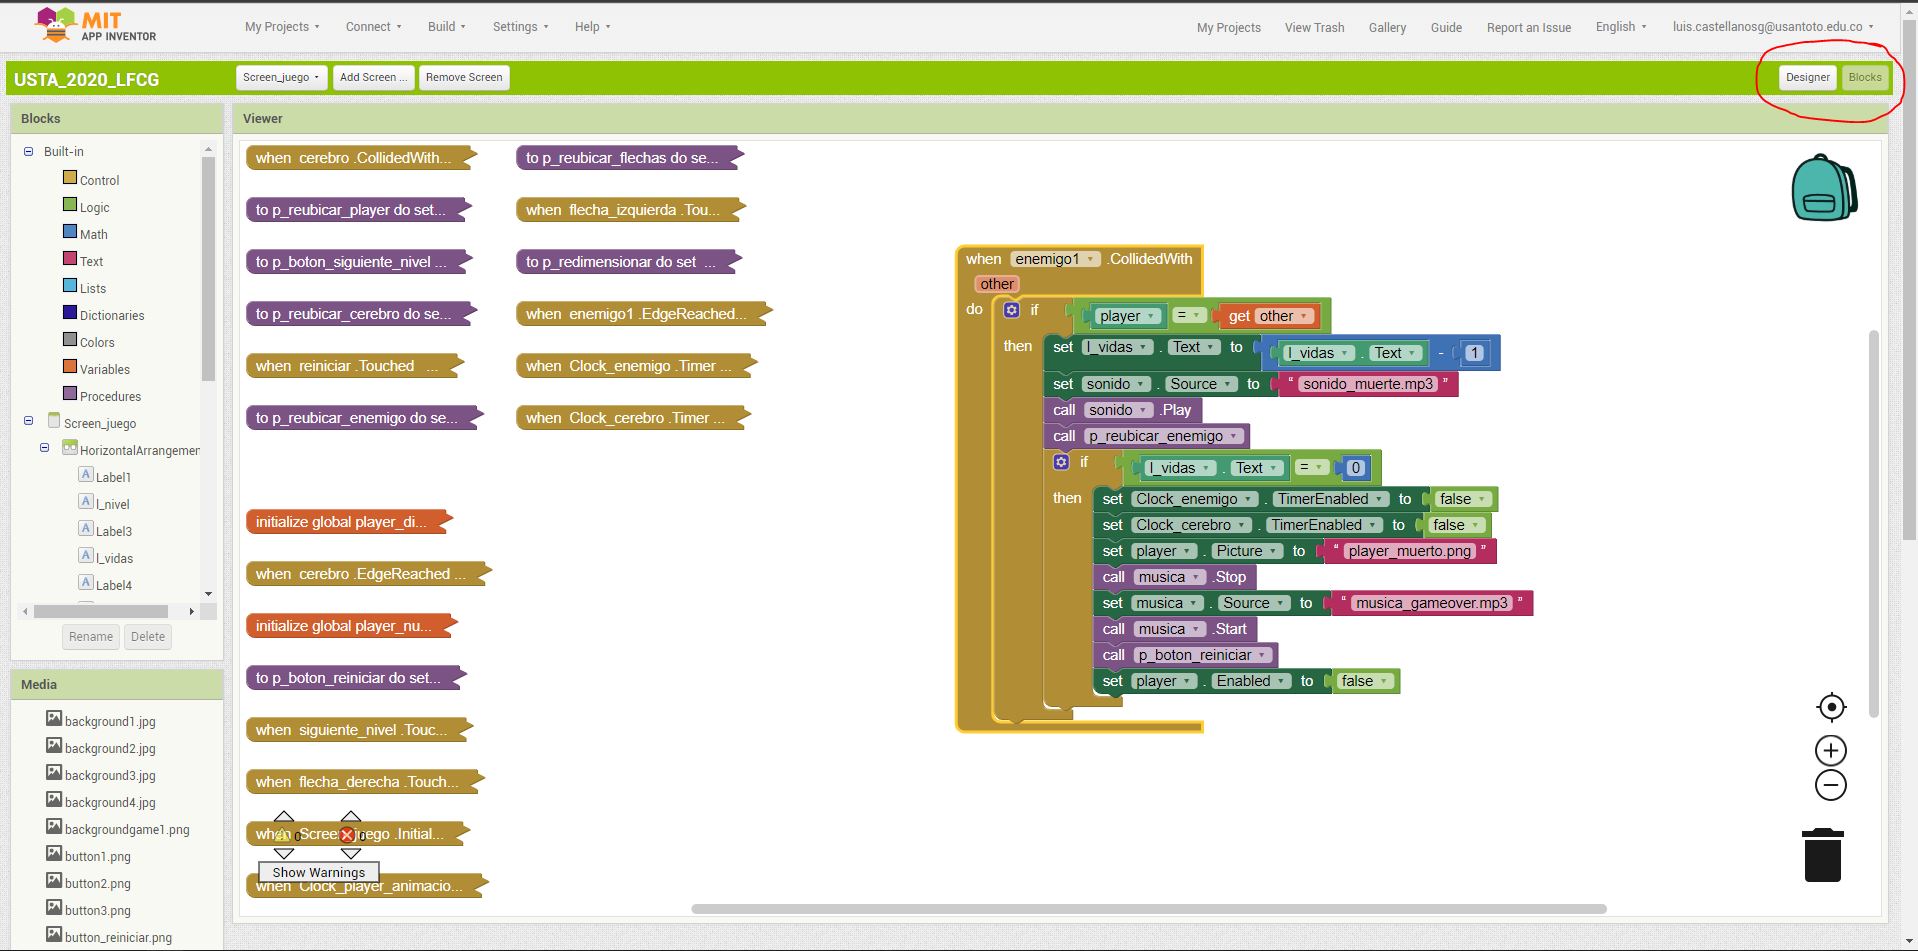 MIT
APP INVENTOR
My Projects
Connect
Build
Settings
Help
My Projects
View Trash
Gallery
Guide
Report an Issue
English
luis.castellanosg@usantoto.edu.co
USTA_2020_LFCG
Screen_juego
Add Screen ...
Remove Screen
Designer
Blocks
Blocks
Built-in
Control
Logic
Math
Text
Lists
Dictionaries
Colors
Variables
Procedures
Screen_juego
HorizontalArrangemen
Label1
l_nivel
Label3
l_vidas
Label4
Rename
Delete
Media
background1.jpg
background2.jpg
background3.jpg
background4.jpg
backgroundgame1.png
button1.png
button2.png
button3.png
button_reiniciar.png
Viewer
when cerebro .CollidedWith...
to p_reubicar_player do set...
to p_boton_siguiente_nivel ...
to p_reubicar_cerebro do se...
when reiniciar .Touched ...
to p_reubicar_enemigo do se...
initialize global player_di...
when cerebro .EdgeReached ...
initialize global player_nu...
to p_boton_reiniciar do set...
when siguiente_nivel .Touc...
when flecha_derecha .Touch...
when Screen_juego .Initial...
when Clock_player_animacio...
0
Show Warnings
to p_reubicar_flechas do se...
when flecha_izquierda .Tou...
to p_redimensionar do set ...
when enemigo1 .EdgeReached...
when Clock_enemigo .Timer ...
when Clock_cerebro .Timer ...
when enemigo1 .CollidedWith
other
do if player = get other
then set l_vidas . Text to l_vidas . Text - 1
set sonido . Source to “ sonido_muerte.mp3 ”
call sonido .Play
call p_reubicar_enemigo
if l_vidas . Text = 0
then set Clock_enemigo . TimerEnabled to false
set Clock_cerebro . TimerEnabled to false
set player . Picture to “ player_muerto.png ”
call musica .Stop
set musica . Source to “ musica_gameover.mp3 ”
call musica .Start
call p_boton_reiniciar
set player . Enabled to false